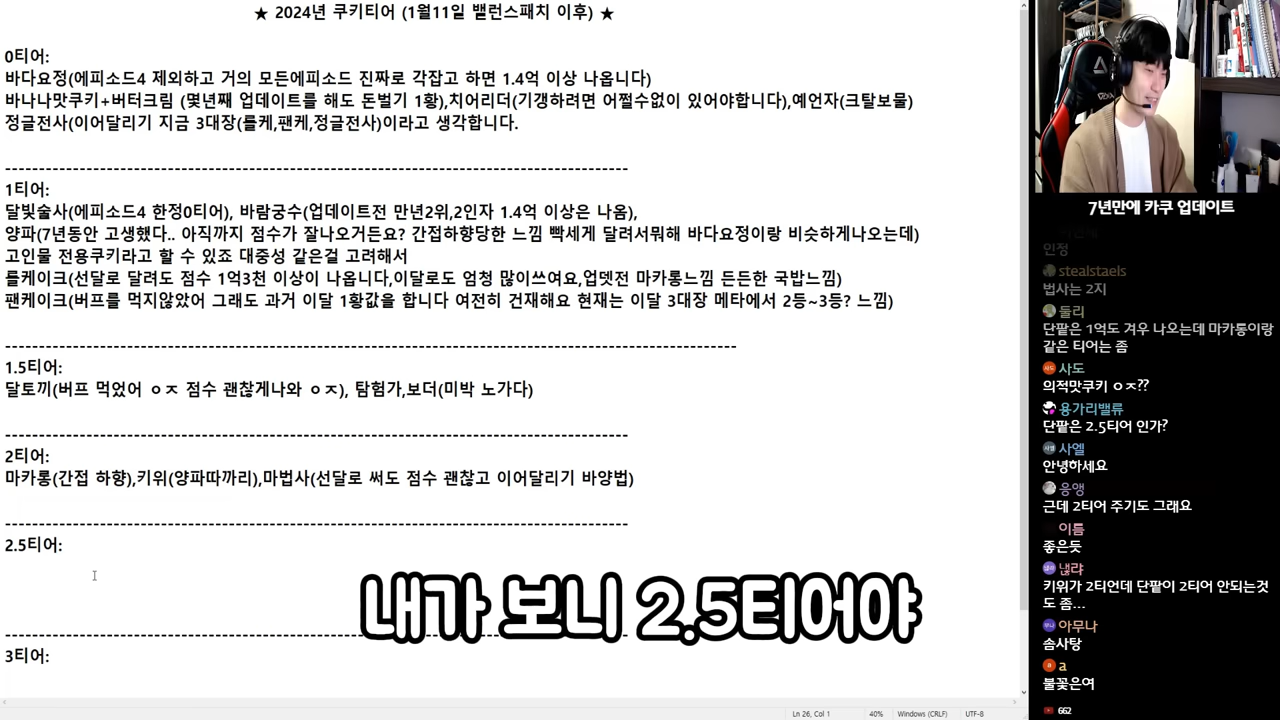 ★ 2024년 쿠키티어 (1월11일 밸런스패치 이후) ★
0티어:
바다요정(에피소드4 제외하고 거의 모든에피소드 진짜로 각잡고 하면 1.4억 이상 나옵니다)
바나나맛쿠키+버터크림 (몇년째 업데이트를 해도 돈벌기 1황),치어리더(기갱하려면 어쩔수없이 있어야합니다),예언자(크탈보물)
정글전사(이어달리기 지금 3대장(를케,팬케,정글전사)이라고 생각합니다.
-------------------------------------------------------------------------------------------
1티어:
달빛술사(에피소드4 한정0티어), 바람궁수(업데이트전 만년2위,2인자 1.4억 이상은 나옴),
양파(7년동안 고생했다.. 아직까지 점수가 잘나오거든요? 간접하향당한 느낌 빡세게 달려서뭐해 바다요정이랑 비슷하게나오는데)
고인물 전용쿠키라고 할 수 있죠 대중성 같은걸 고려해서
를케이크(선달로 달려도 점수 1억3천 이상이 나옵니다,이달로도 엄청 많이쓰여요,업뎃전 마카롱느낌 든든한 국밥느낌)
팬케이크(버프를 먹지않았어 그래도 과거 이달 1황값을 합니다 여전히 건재해요 현재는 이달 3대장 메타에서 2등~3등? 느낌)
-----------------------------------------------------------------------------------------------------------
1.5티어:
달토끼(버프 먹었어 ㅇㅈ 점수 괜찮게나와 ㅇㅈ), 탐험가,보더(미박 노가다)
-------------------------------------------------------------------------------------------
2티어:
마카롱(간접 하향),키위(양파따까리),마법사(선달로 써도 점수 괜찮고 이어달리기 바양법)
-------------------------------------------------------------------------------------------
2.5티어:
내가 보니 2.5티어야
-------------------------------------------------------------------------------------------
3티어:
Ln 26, Col 1 40% Windows (CRLF) UTF-8
7년만에 카쿠 업데이트
인정
stealstaels
법사는 2지
둘리
단팥은 1억도 겨우 나오는데 마카롱이랑
같은 티어는 좀
사도
의적맛쿠키 ㅇㅈ??
용가리밸류
단팥은 2.5티어 인가?
사엘
안녕하세요
응앵
근데 2티어 주기도 그래요
이름
좋은듯
냖랴
키위가 2티언데 단팥이 2티어 안되는것
도 좀...
아무나
솜사탕
a
불꽃은여
662